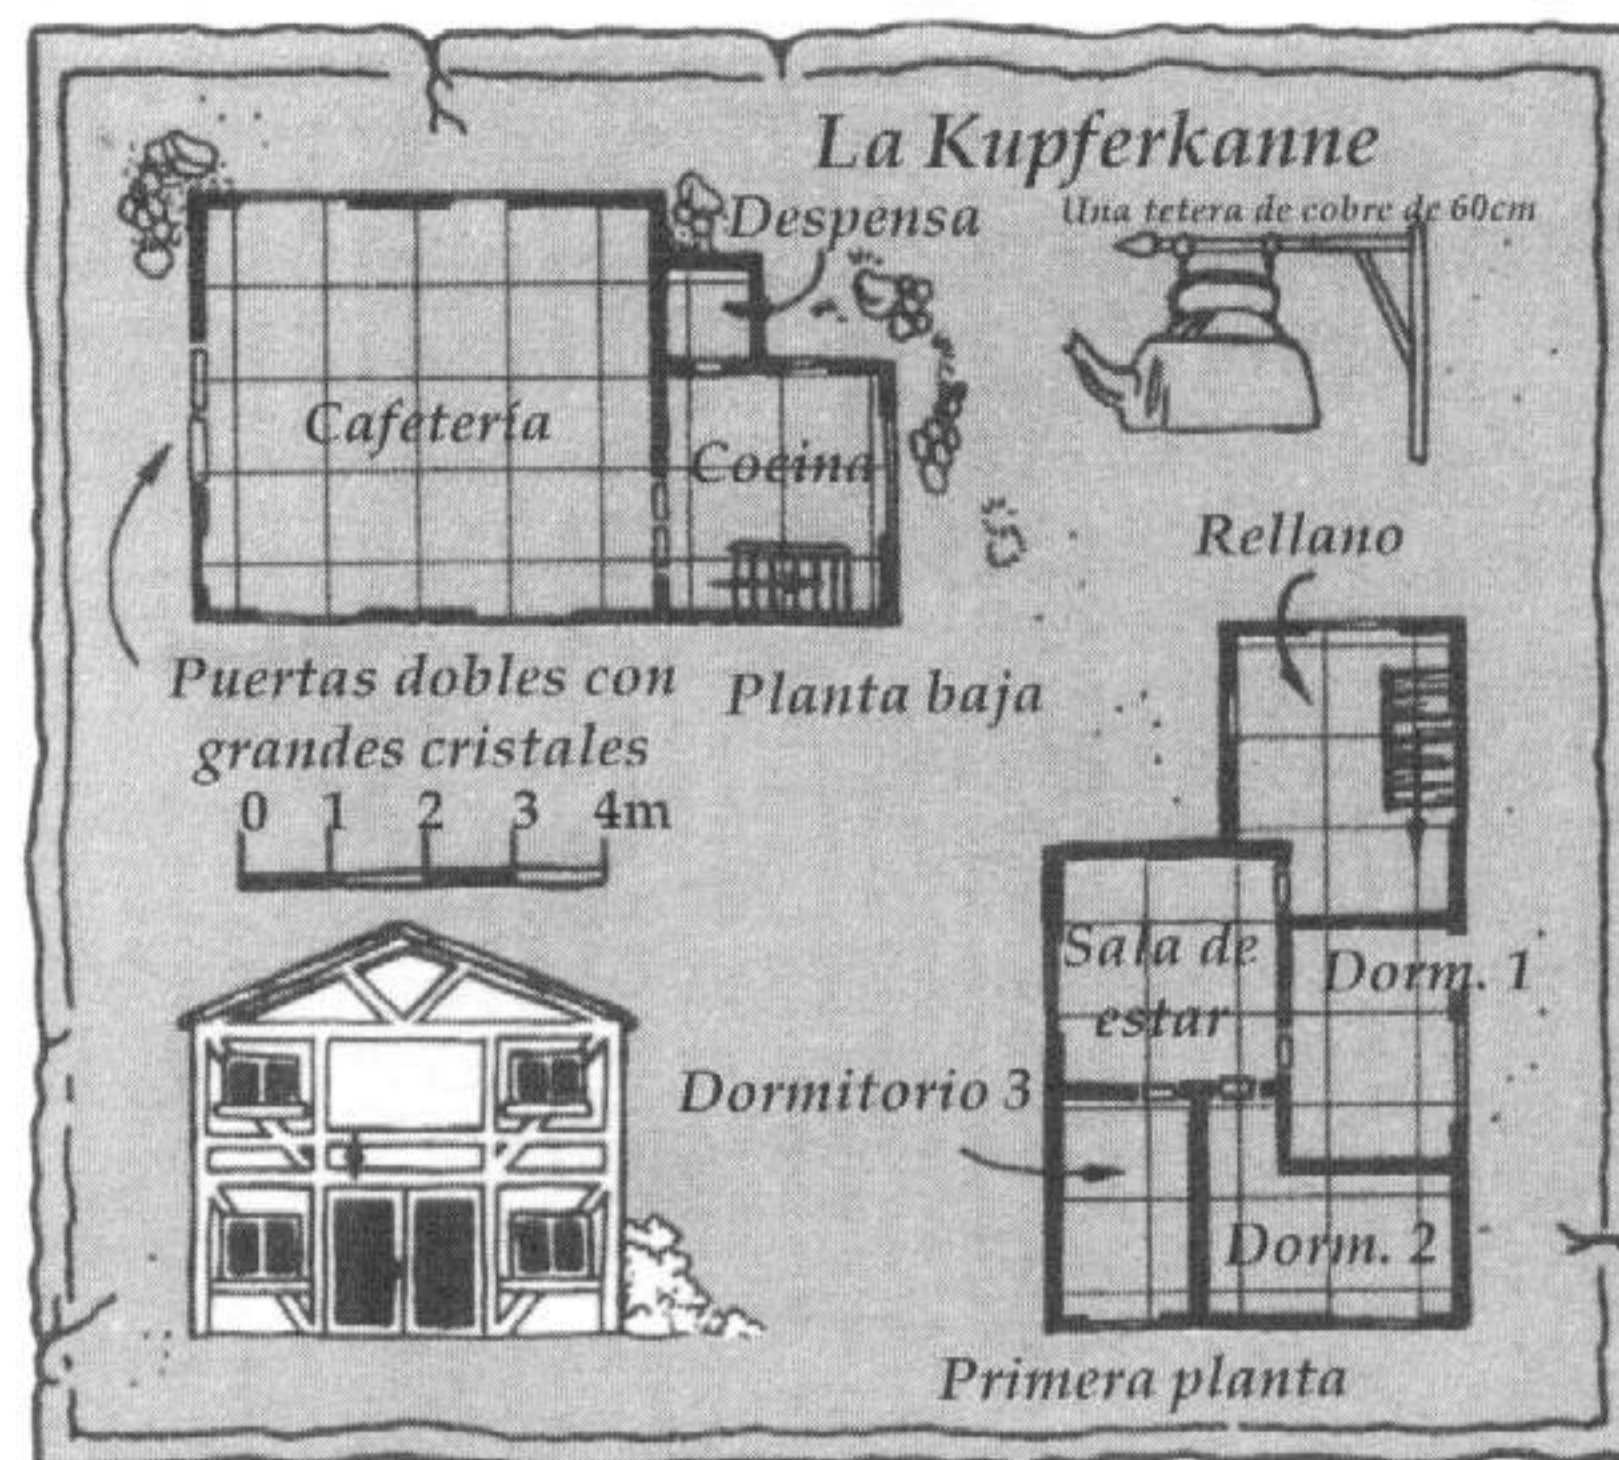 La Kupferkanne
Una tetera de cobre de 60cm
Despensa
Cafetería
Cocina
Rellano
Puertas dobles con
grandes cristales
Planta baja
0 1 2 3 4m
Sala de
estar
Dorm. 1
Dormitorio 3
Dorm. 2
Primera planta